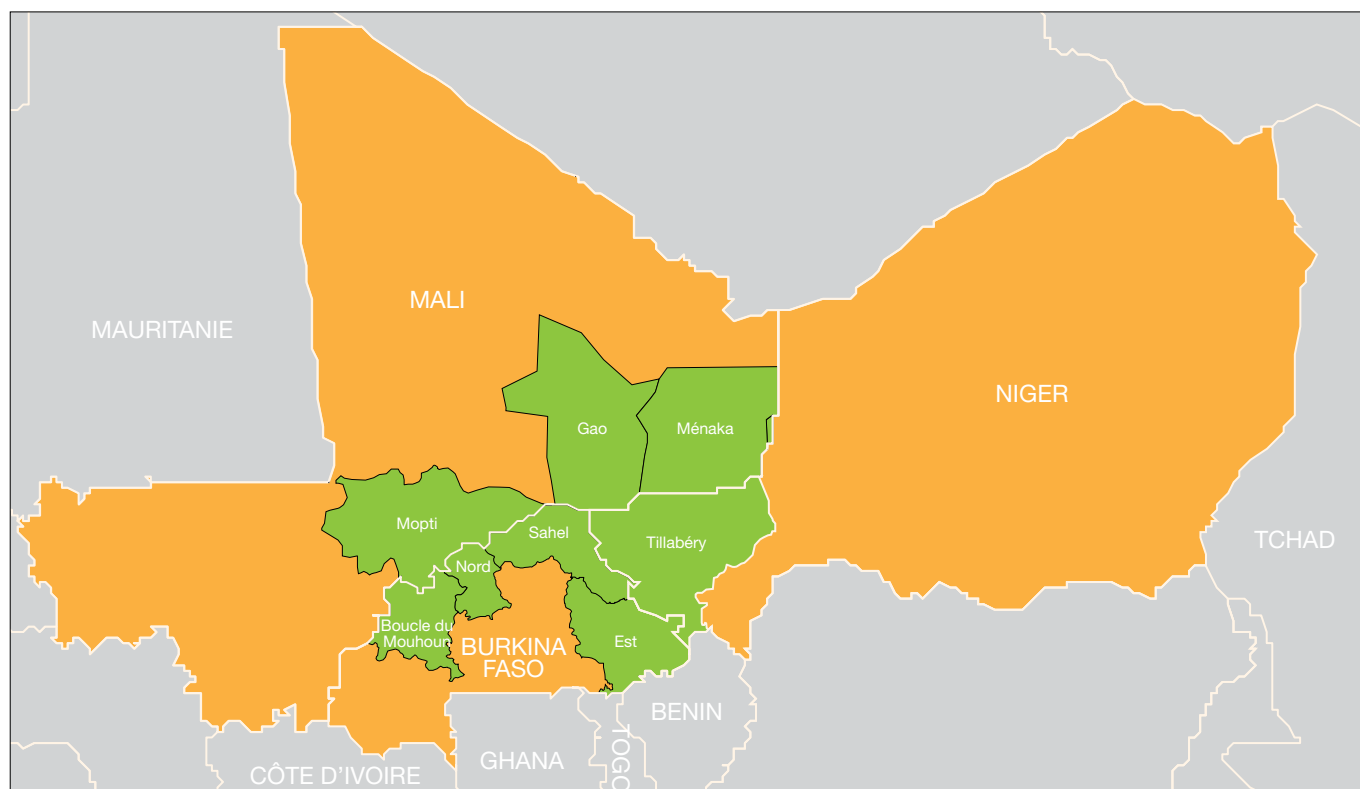 MALI
MAURITANIE
NIGER
Gao
Ménaka
Mopti
Sahel
Tillabéry
TCHAD
Nord
Boucle du
Mouhoun
Est
BURKINA
FASO
BENIN
TOGO
GHANA
CÔTE D'IVOIRE